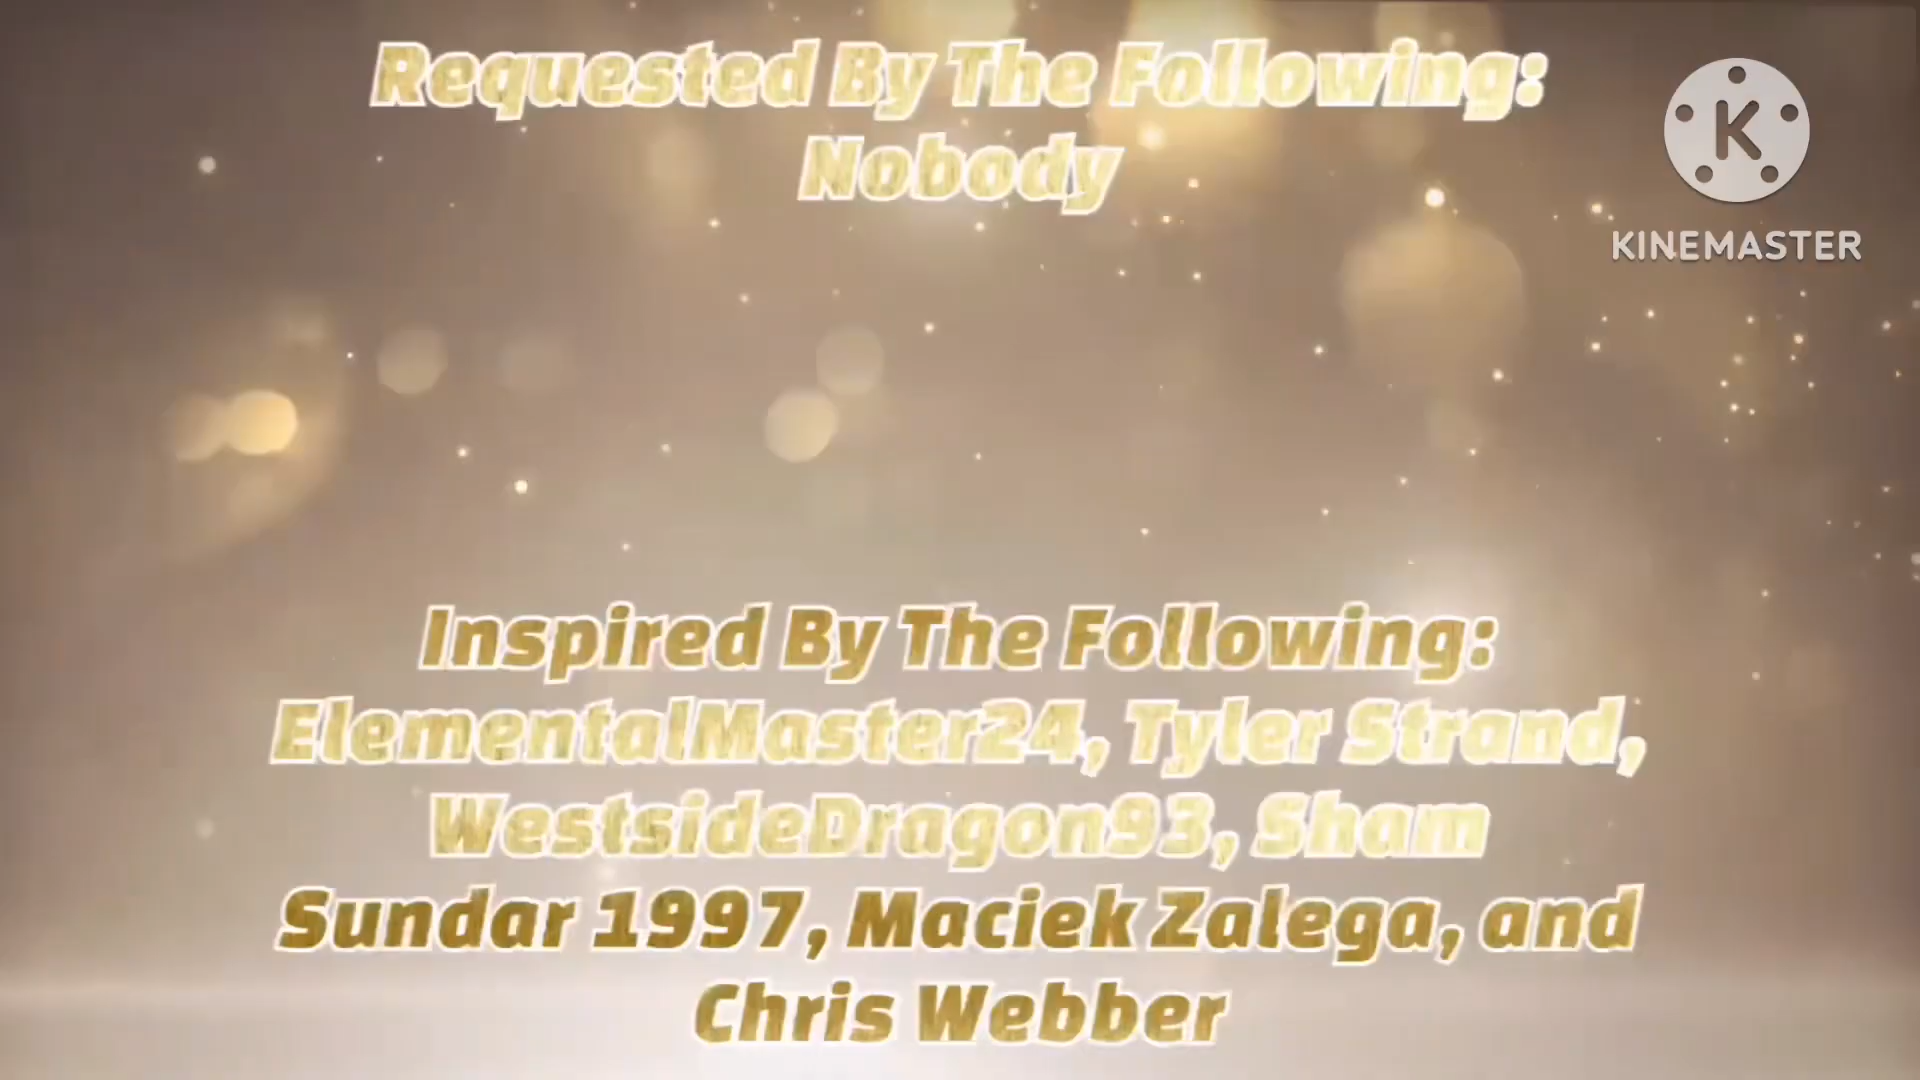 Requested By The Following:
Nobody
K
KINEMASTER
Inspired By The Following:
ElementalMaster24, Tyler Strand,
WestsideDragon93, Sham
Sundar 1997, Maciek Zalega, and
Chris Webber